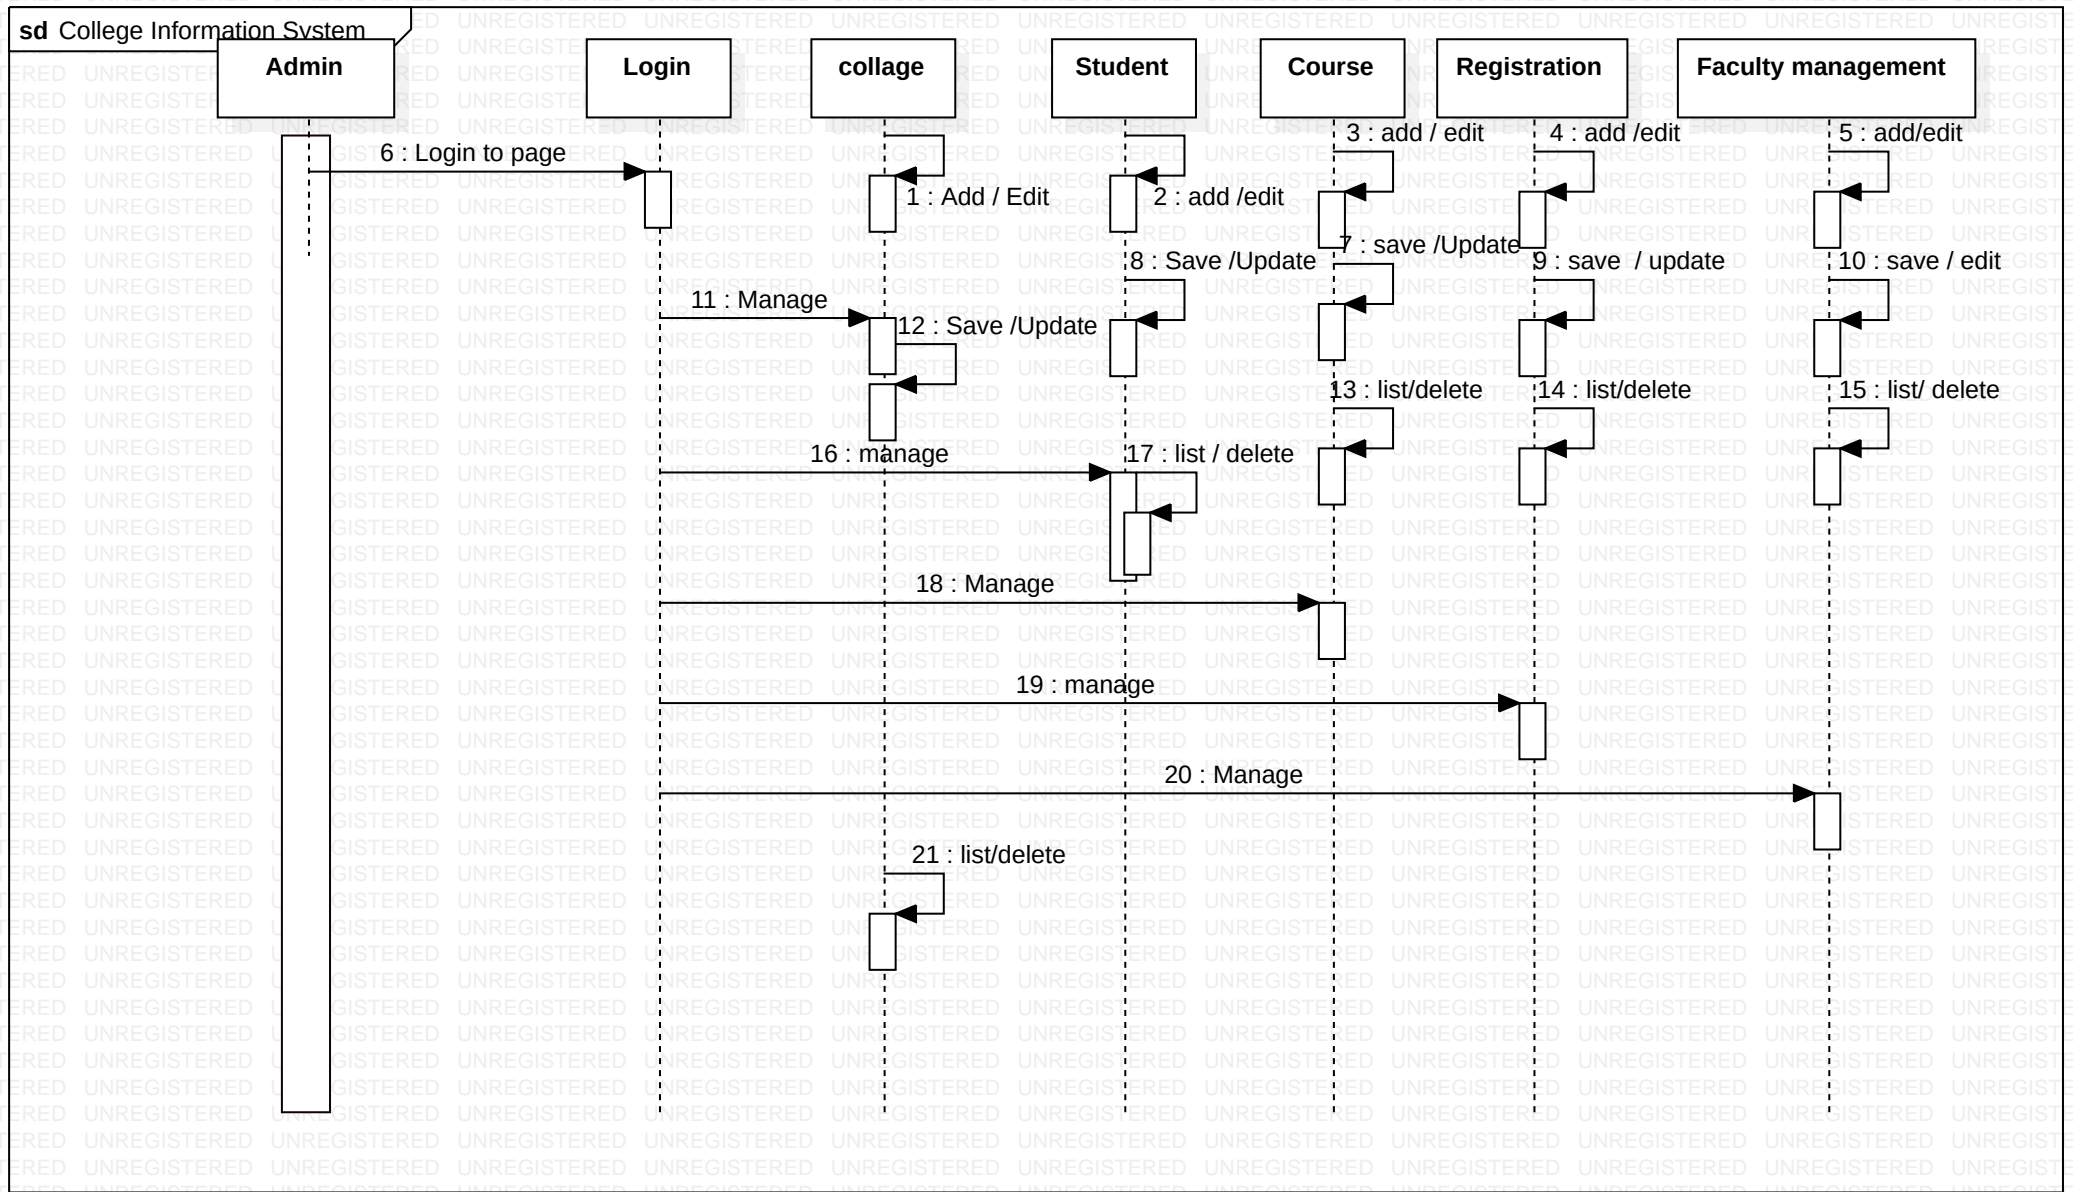 sd College Information System
Admin
Login
collage
Student
Course
Registration
Faculty management
3 : add / edit
4 : add /edit
5 : add/edit
6 : Login to page
1 : Add / Edit
2 : add /edit
7 : save /Update
8 : Save /Update
9 : save  / update
10 : save / edit
11 : Manage
12 : Save /Update
13 : list/delete
14 : list/delete
15 : list/ delete
16 : manage
17 : list / delete
18 : Manage
19 : manage
20 : Manage
21 : list/delete
UNREGISTERED